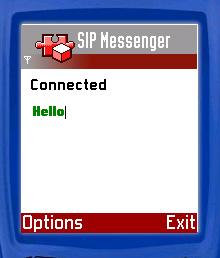 SIP Messenger
Connected
Hello
Options Exit